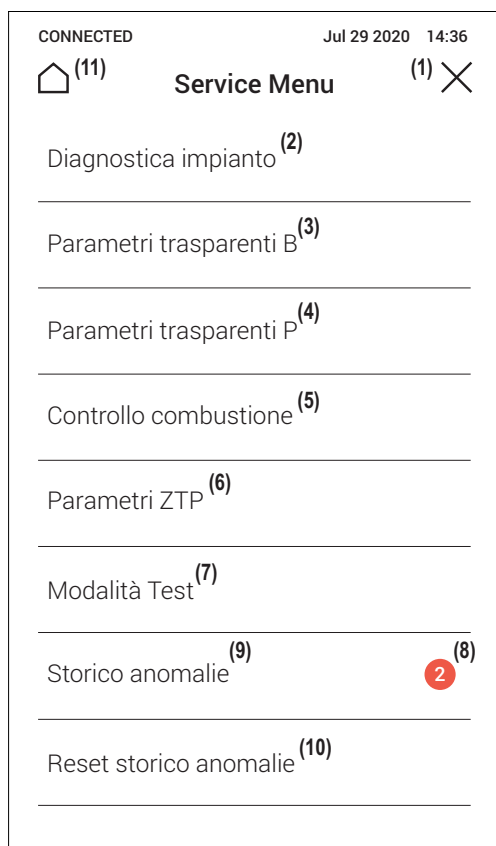 CONNECTED Jul 29 2020 14:36
(11) Service Menu (1)
Diagnostica impianto (2)
Parametri trasparenti B (3)
Parametri trasparenti P (4)
Controllo combustione (5)
Parametri ZTP (6)
Modalità Test (7)
Storico anomalie (9) 2 (8)
Reset storico anomalie (10)